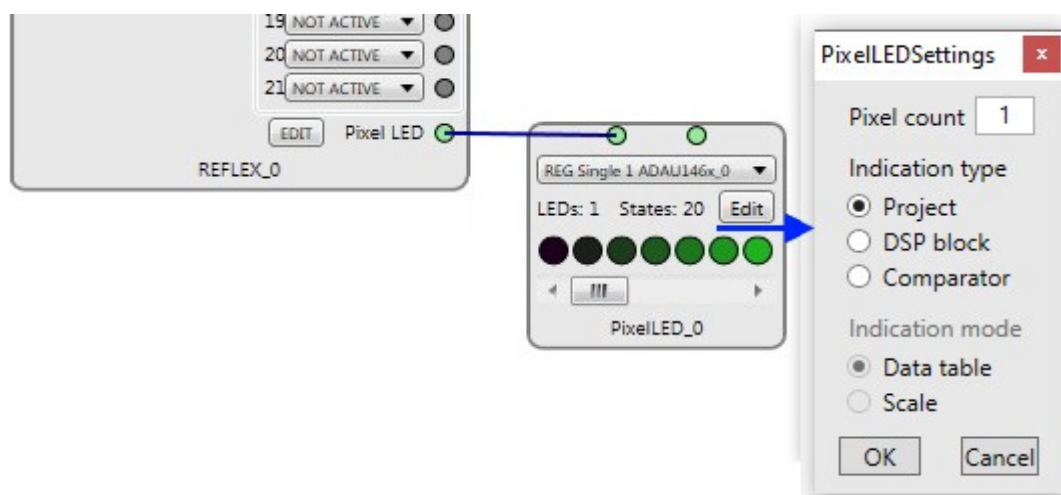 19 NOT ACTIVE
20 NOT ACTIVE
21 NOT ACTIVE
EDIT Pixel LED
REFLEX_0
REG Single 1 ADAU146x_0
LEDs: 1 States: 20 Edit
PixelLED_0
PixelLEDSettings x
Pixel count 1
Indication type
Project
DSP block
Comparator
Indication mode
Data table
Scale
OK Cancel